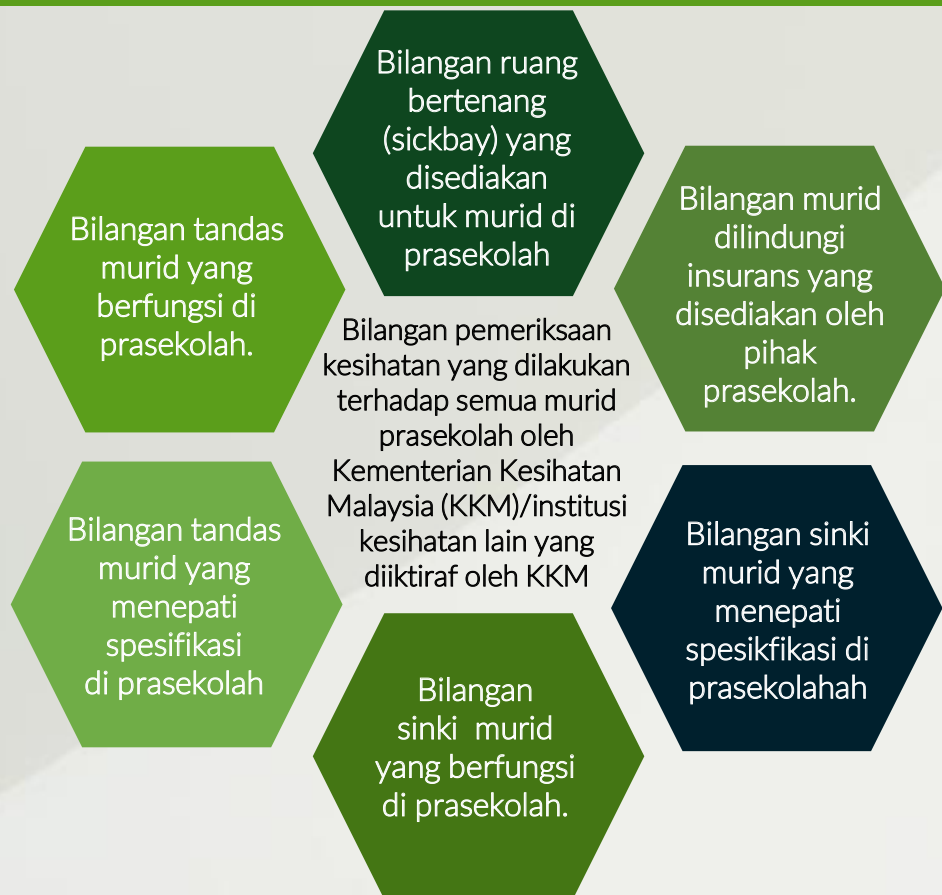 Bilangan ruang
bertenang
(sickbay) yang
disediakan
untuk murid di
prasekolah
Bilangan tandas
murid yang
berfungsi di
prasekolah.
Bilangan murid
dilindungi
insurans yang
disediakan oleh
pihak
prasekolah.
Bilangan pemeriksaan
kesihatan yang dilakukan
terhadap semua murid
prasekolah oleh
Kementerian Kesihatan
Malaysia (KKM)/institusi
kesihatan lain yang
diiktiraf oleh KKM
Bilangan tandas
murid yang
menepati
spesifikasi
di prasekolah
Bilangan sinki
murid yang
menepati
spesikfikasi di
prasekolahah
Bilangan
sinki murid
yang berfungsi
di prasekolah.